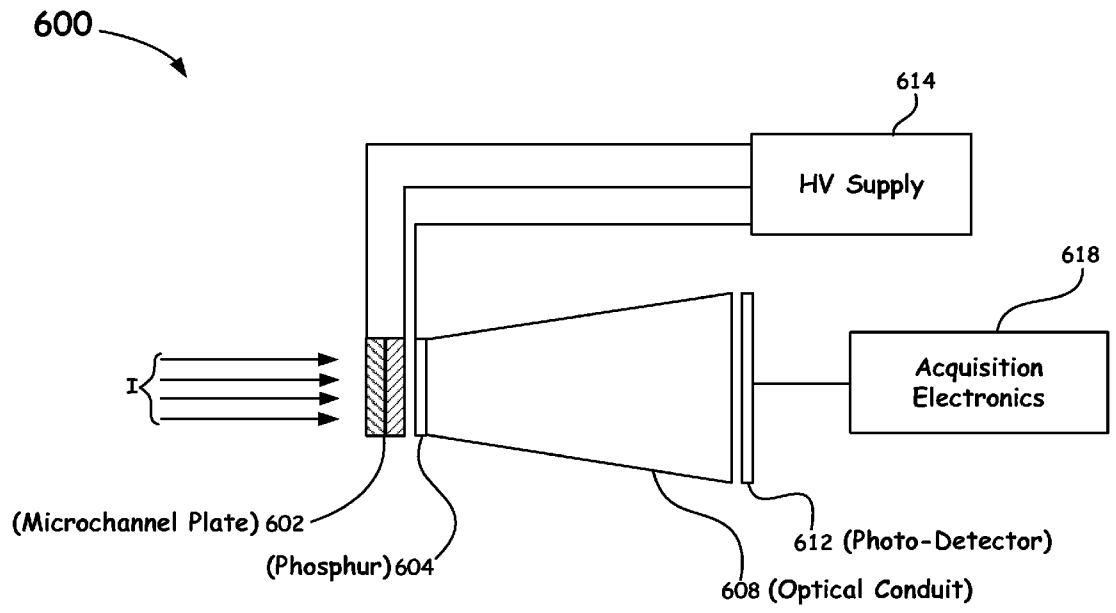 600
614
HV Supply
618
Acquisition
Electronics
I
(Microchannel Plate) 602
(Phosphur) 604
612 (Photo-Detector)
608 (Optical Conduit)